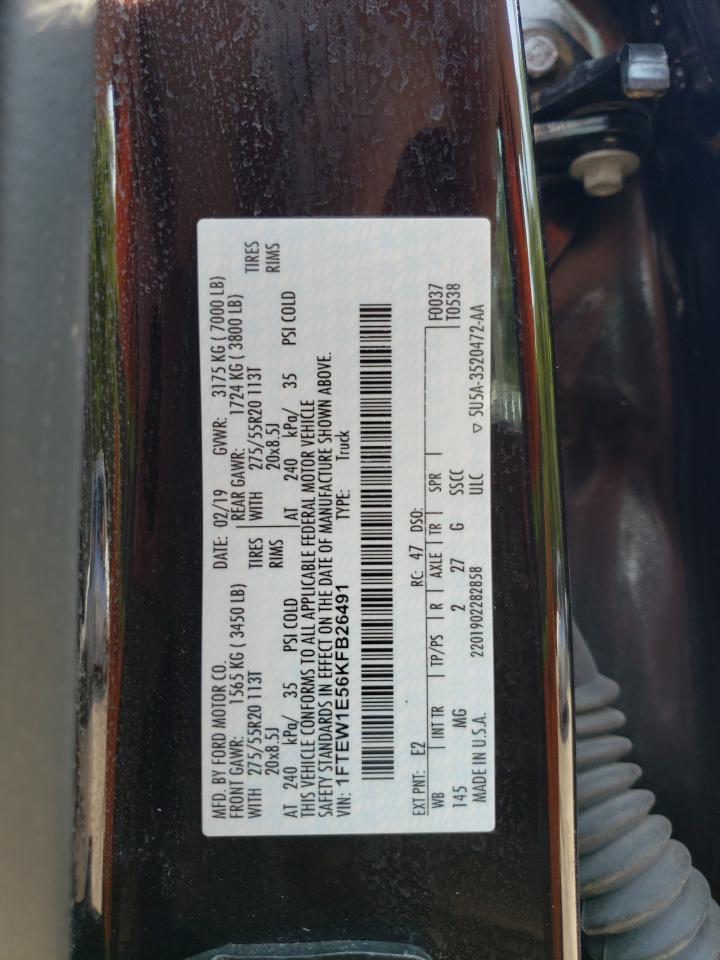 MFD. BY FORD MOTOR CO. DATE: 02/19 GVWR: 3175 KG ( 7000 LB)
FRONT GAWR: 1565 KG ( 3450 LB) REAR GAWR: 1724 KG ( 3800 LB)
WITH 275/55R20 113T TIRES WITH 275/55R20 113T TIRES
20x8.5J RIMS 20x8.5J RIMS
AT 240 kPa/ 35 PSI COLD AT 240 kPa/ 35 PSI COLD
THIS VEHICLE CONFORMS TO ALL APPLICABLE FEDERAL MOTOR VEHICLE
SAFETY STANDARDS IN EFFECT ON THE DATE OF MANUFACTURE SHOWN ABOVE.
VIN: 1FTEW1E56KFB26491 TYPE: Truck
EXT PNT: E2 RC: 47 DSO: F0037
WB INT TR TP/PS R AXLE TR SPR T0538
145 MG 2 27 G SSCC
MADE IN U.S.A. 2201902282858 ULC ▽ 5U5A-3520472-AA